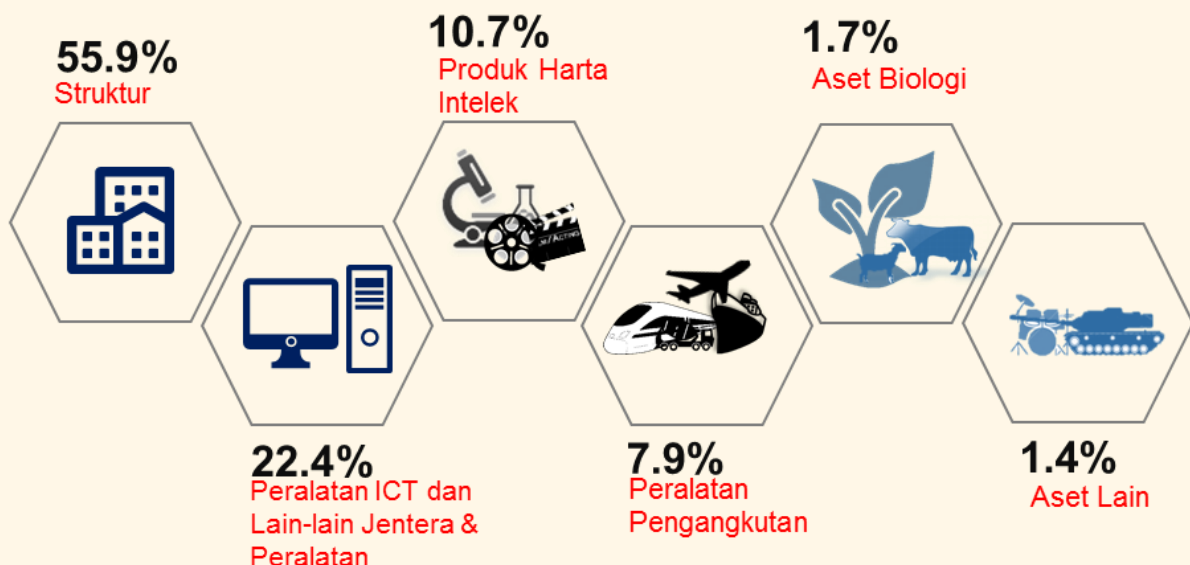 55.9%
Struktur
10.7%
Produk Harta
Intelek
1.7%
Aset Biologi
22.4%
Peralatan ICT dan
Lain-lain Jentera &
Peralatan
7.9%
Peralatan
Pengangkutan
1.4%
Aset Lain